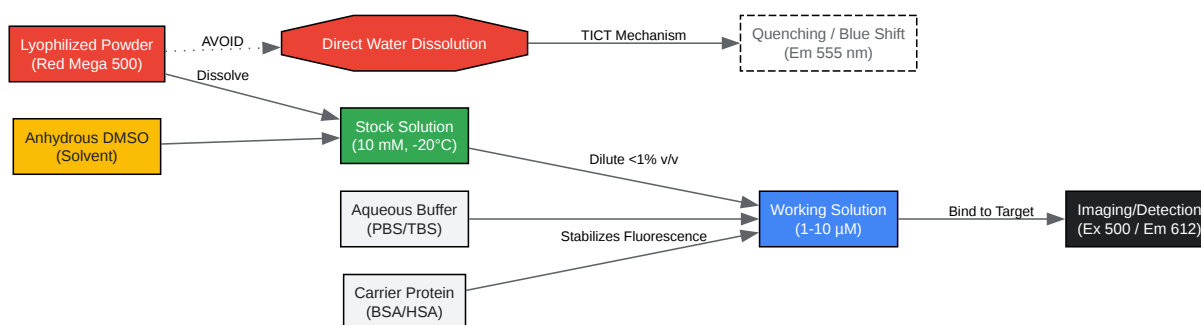 Lyophilized Powder
(Red Mega 500)
AVOID
Direct Water Dissolution
TICT Mechanism
Quenching / Blue Shift
(Em 555 nm)
Dissolve
Anhydrous DMSO
(Solvent)
Stock Solution
(10 mM, -20°C)
Dilute <1% v/v
Aqueous Buffer
(PBS/TBS)
Stabilizes Fluorescence
Working Solution
(1-10 µM)
Bind to Target
Imaging/Detection
(Ex 500 / Em 612)
Carrier Protein
(BSA/HSA)